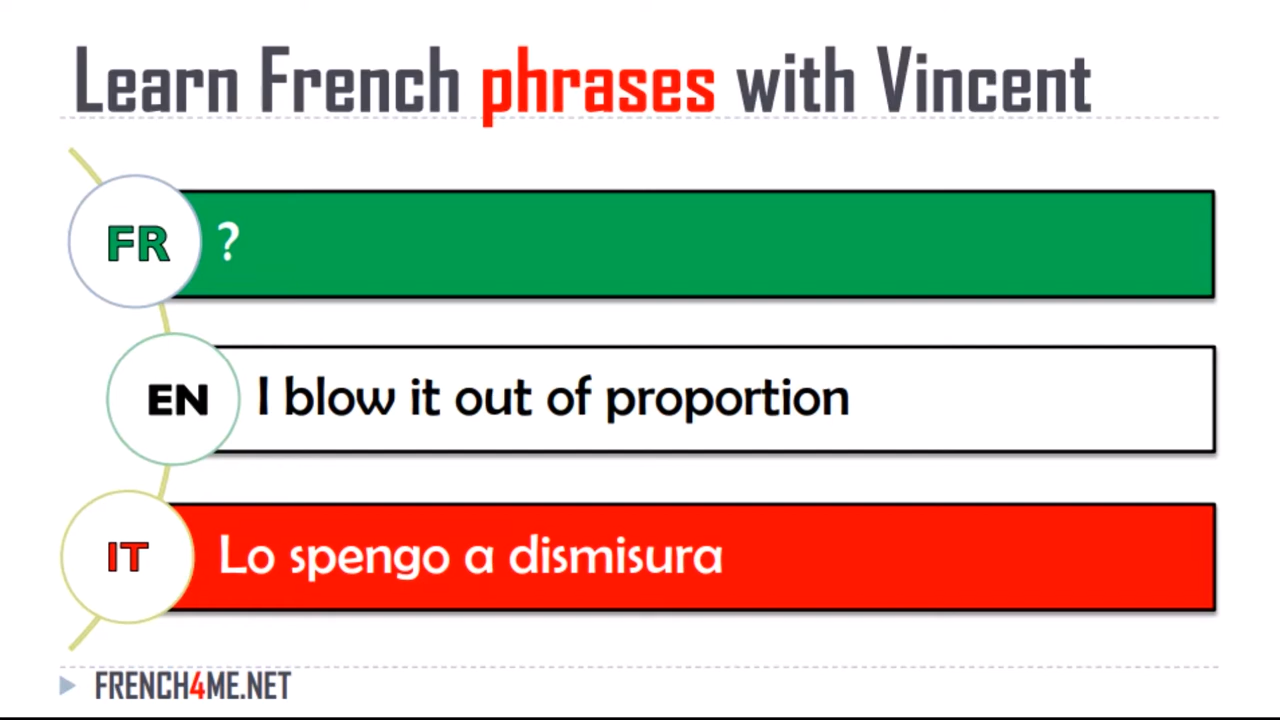 Learn French phrases with Vincent
FR ?
EN I blow it out of proportion
IT Lo spengo a dismisura
FRENCH4ME.NET